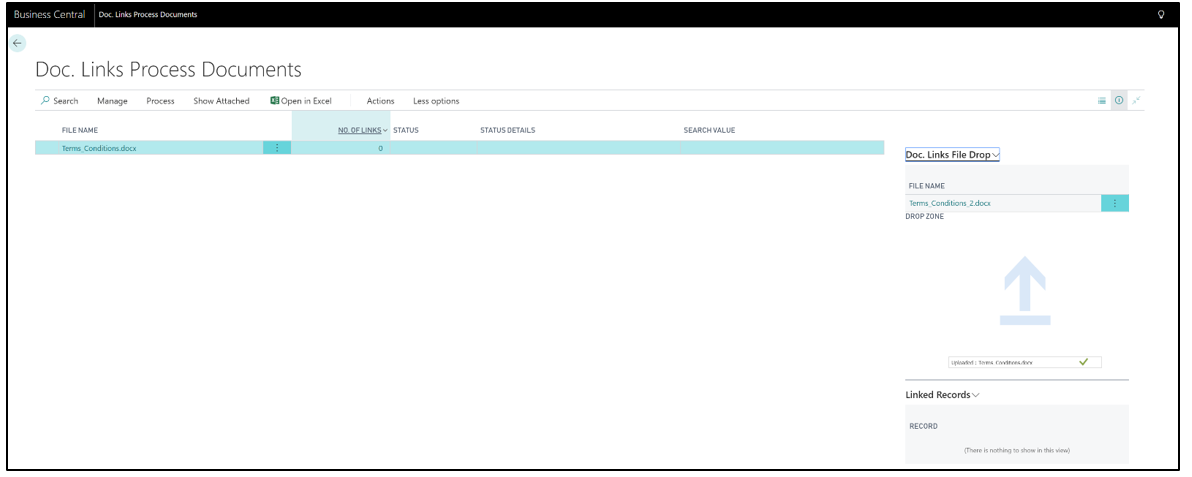 Business Central Doc. Links Process Documents
Doc. Links Process Documents
Search Manage Process Show Attached Open in Excel Actions Less options
FILE NAME NO. OF LINKS STATUS STATUS DETAILS SEARCH VALUE
Terms_Conditions.docx 0
Doc. Links File Drop
FILE NAME
Terms_Conditions_2.docx
DROP ZONE
Uploaded : Terms_Conditions.docx
Linked Records
RECORD
(There is nothing to show in this view)